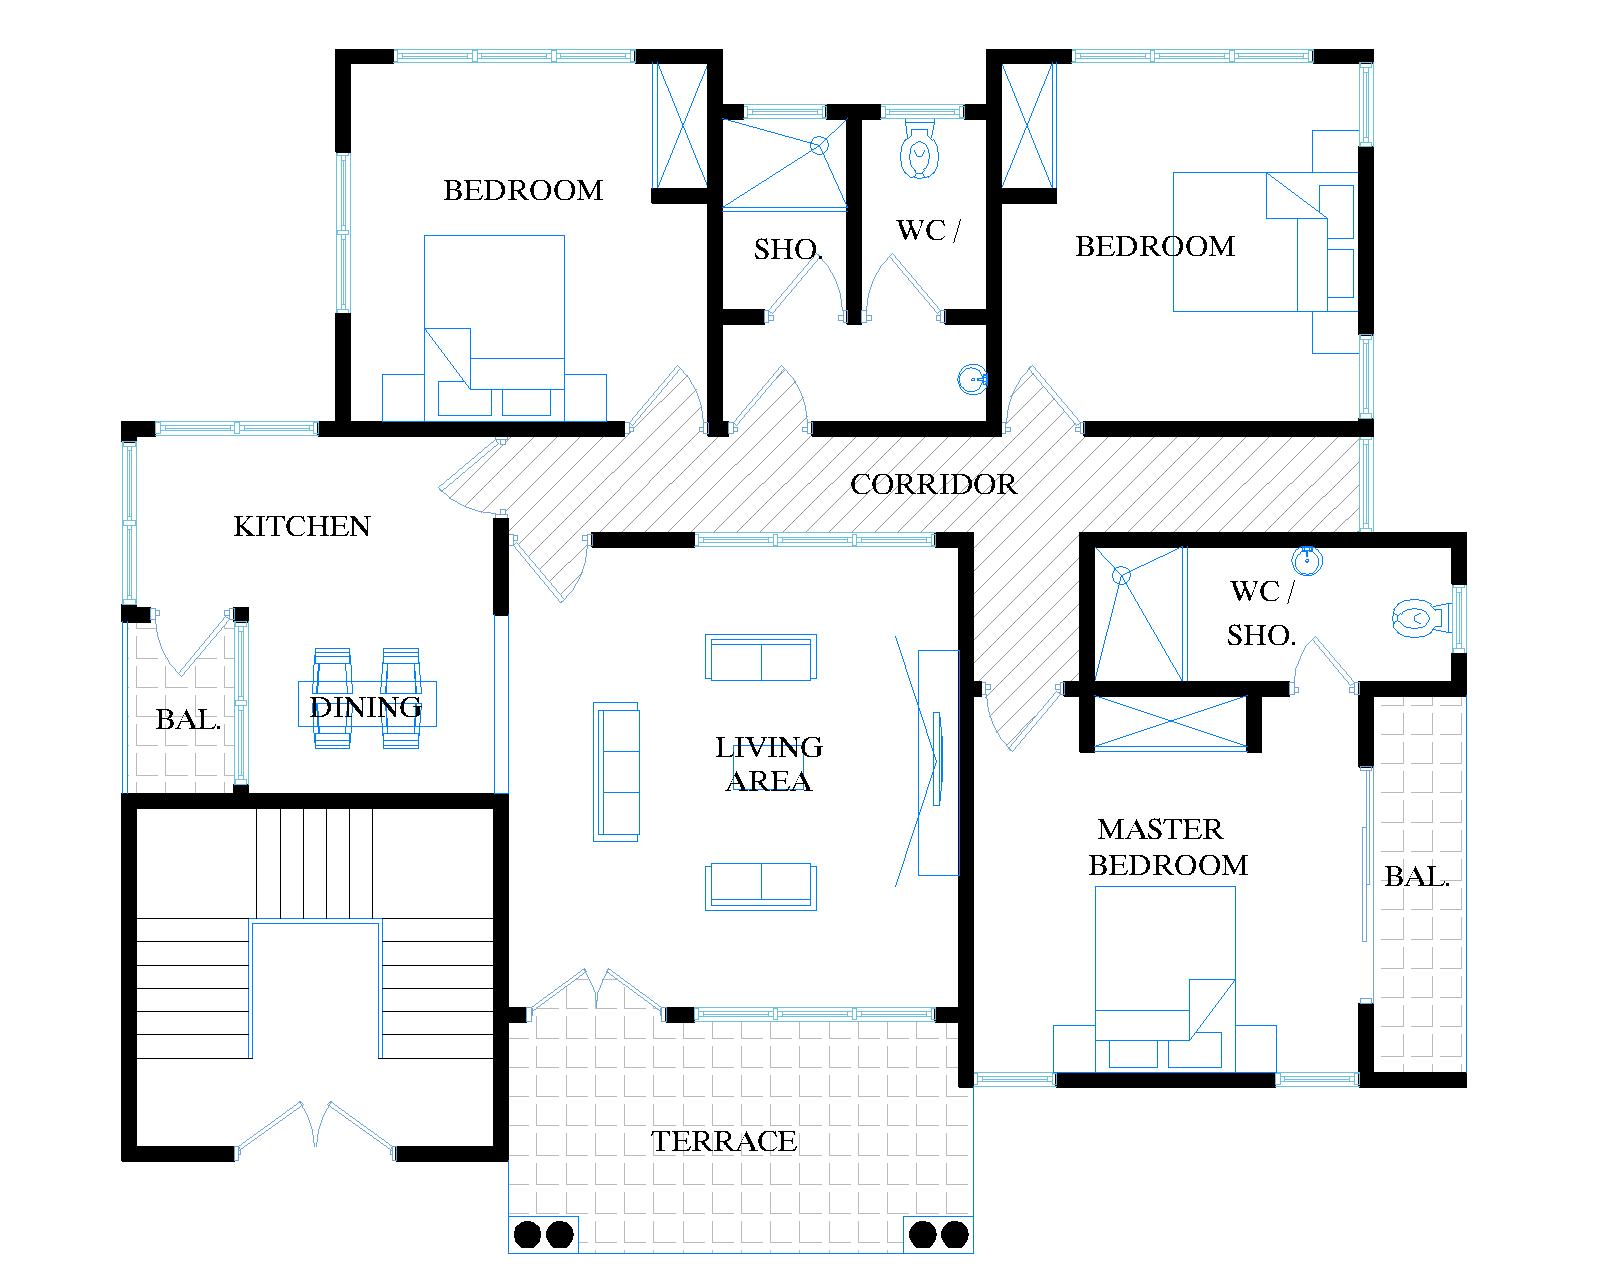 BEDROOM
SHO.
WC /
BEDROOM
CORRIDOR
KITCHEN
WC /
SHO.
BAL.
DINING
LIVING
AREA
MASTER
BEDROOM
BAL.
TERRACE